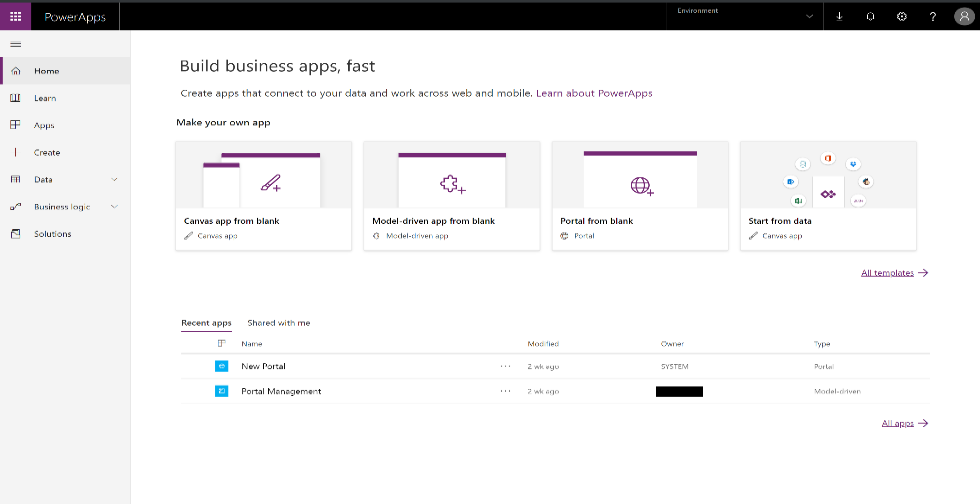 PowerApps
Environment
?
Home
Learn
Apps
Create
Data
Business logic
Solutions
Build business apps, fast
Create apps that connect to your data and work across web and mobile. Learn about PowerApps
Make your own app
Canvas app from blank
Canvas app
Model-driven app from blank
Model-driven app
Portal from blank
Portal
Start from data
Canvas app
All templates
Recent apps Shared with me
Name Modified Owner Type
New Portal ... 2 wk ago SYSTEM Portal
Portal Management ... 2 wk ago Model-driven
All apps